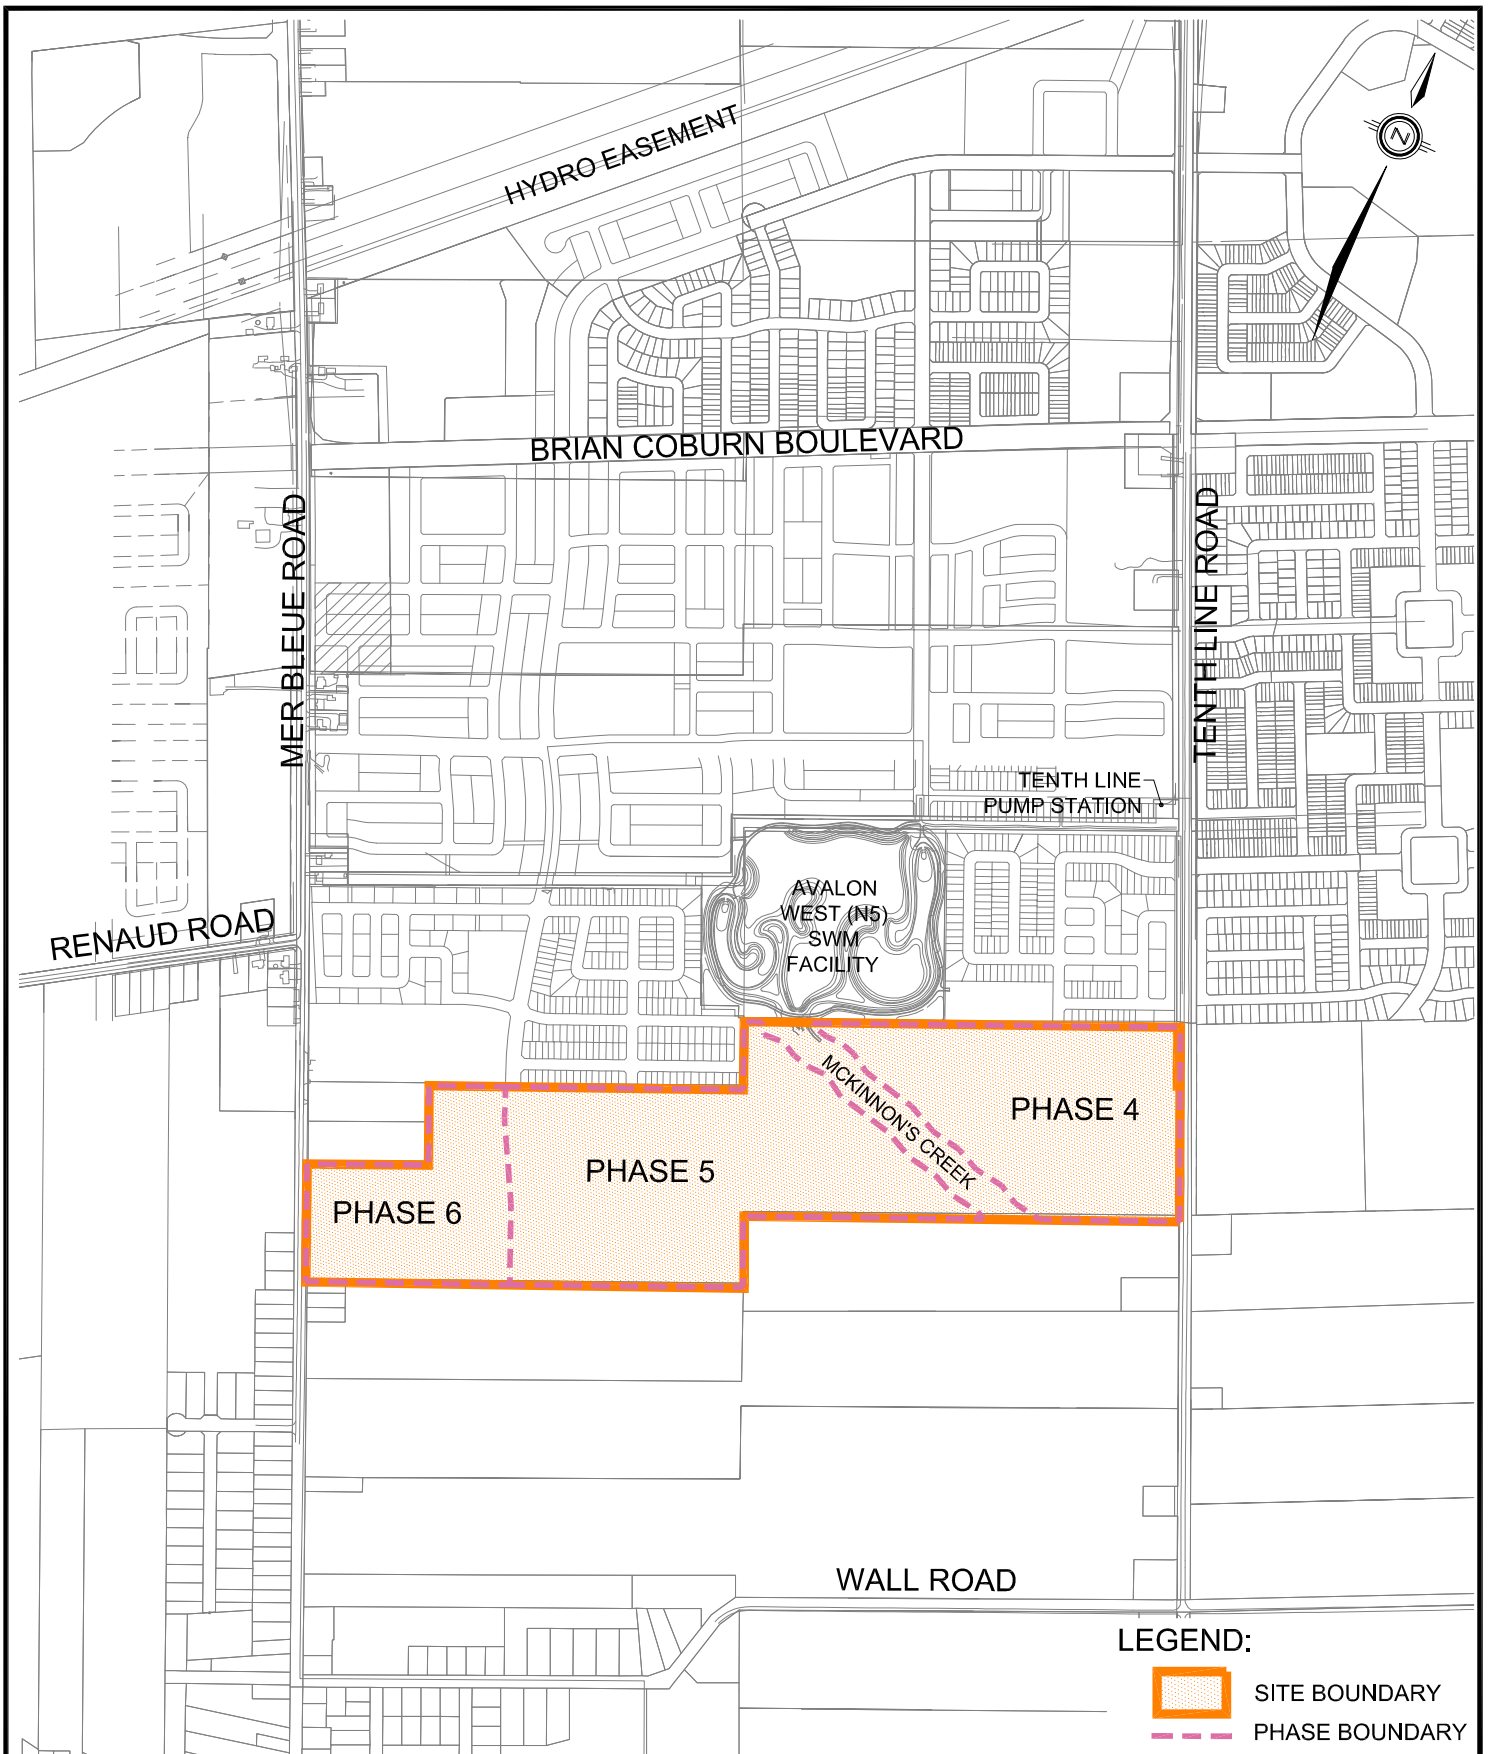 N
HYDRO EASEMENT
BRIAN COBURN BOULEVARD
MER BLEUE ROAD
TENTH LINE ROAD
TENTH LINE
PUMP STATION
AVALON
WEST (N5)
SWM
FACILITY
RENAUD ROAD
MCKINNON'S CREEK
PHASE 4
PHASE 5
PHASE 6
WALL ROAD
LEGEND:
SITE BOUNDARY
PHASE BOUNDARY